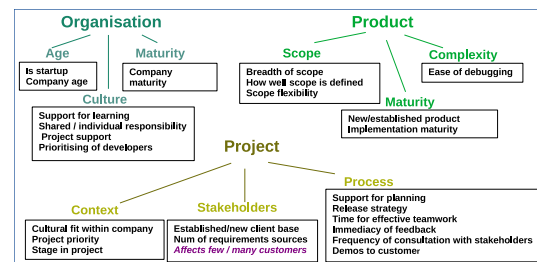 Organisation
Age
Is startup
Company age
Maturity
Company
maturity
Culture
Support for learning
Shared / individual responsibility
Project support
Prioritising of developers
Product
Scope
Breadth of scope
How well scope is defined
Scope flexibility
Complexity
Ease of debugging
Maturity
New/established product
Implementation maturity
Project
Context
Cultural fit within company
Project priority
Stage in project
Stakeholders
Established/new client base
Num of requirements sources
Affects few / many customers
Process
Support for planning
Release strategy
Time for effective teamwork
Immediacy of feedback
Frequency of consultation with stakeholders
Demos to customer